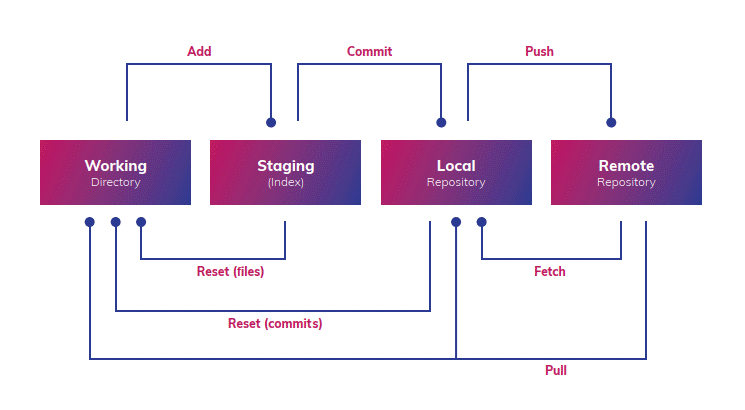 Add
Commit
Push
Working
Directory
Staging
(Index)
Local
Repository
Remote
Repository
Reset (files)
Fetch
Reset (commits)
Pull